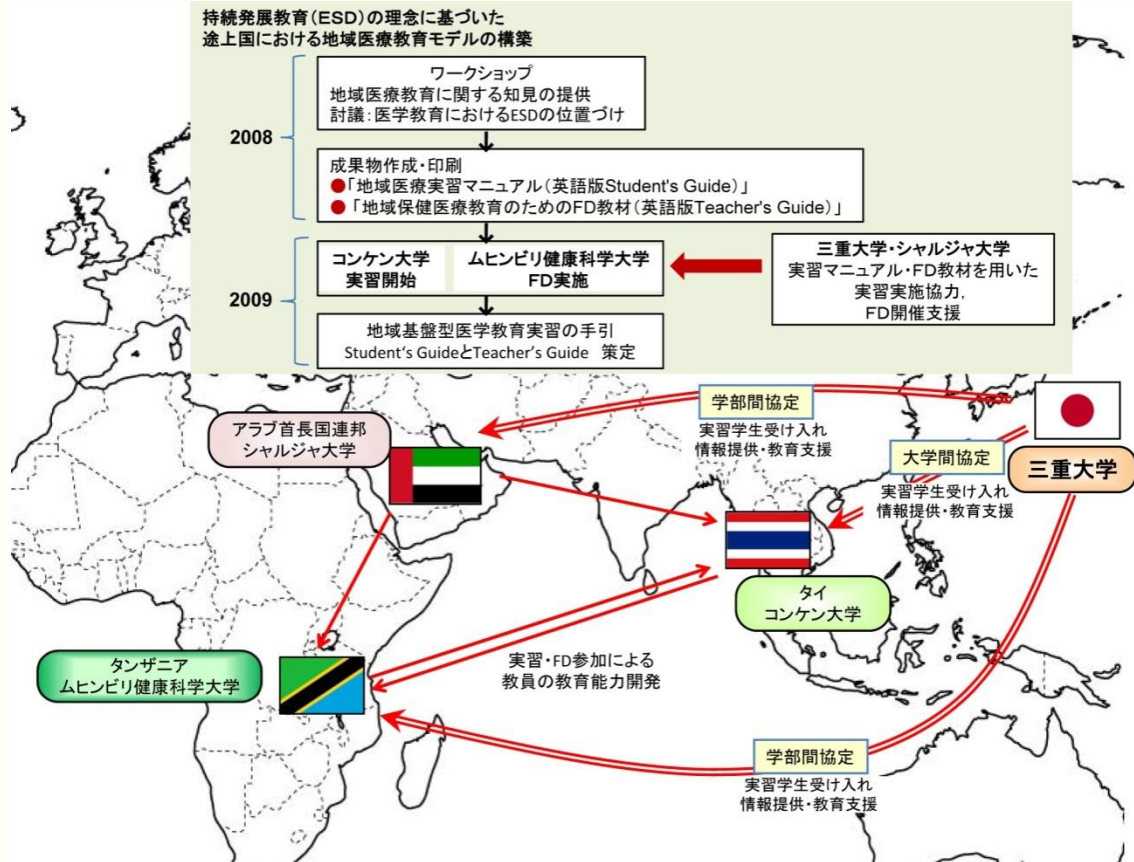 持続発展教育(ESD)の理念に基づいた
途上国における地域医療教育モデルの構築
2008
ワークショップ
地域医療教育に関する知見の提供
討議:医学教育におけるESDの位置づけ
成果物作成・印刷
●「地域医療実習マニュアル(英語版Student's Guide)」
●「地域保健医療教育のためのFD教材(英語版Teacher's Guide)」
2009
コンケン大学
実習開始
ムヒンビリ健康科学大学
FD実施
三重大学・シャルジャ大学
実習マニュアル・FD教材を用いた
実習実施協力,
FD開催支援
地域基盤型医学教育実習の手引
Student‘s GuideとTeacher’s Guide 策定
アラブ首長国連邦
シャルジャ大学
学部間協定
実習学生受け入れ
情報提供・教育支援
大学間協定
実習学生受け入れ
情報提供・教育支援
三重大学
タイ
コンケン大学
タンザニア
ムヒンビリ健康科学大学
実習・FD参加による
教員の教育能力開発
学部間協定
実習学生受け入れ
情報提供・教育支援